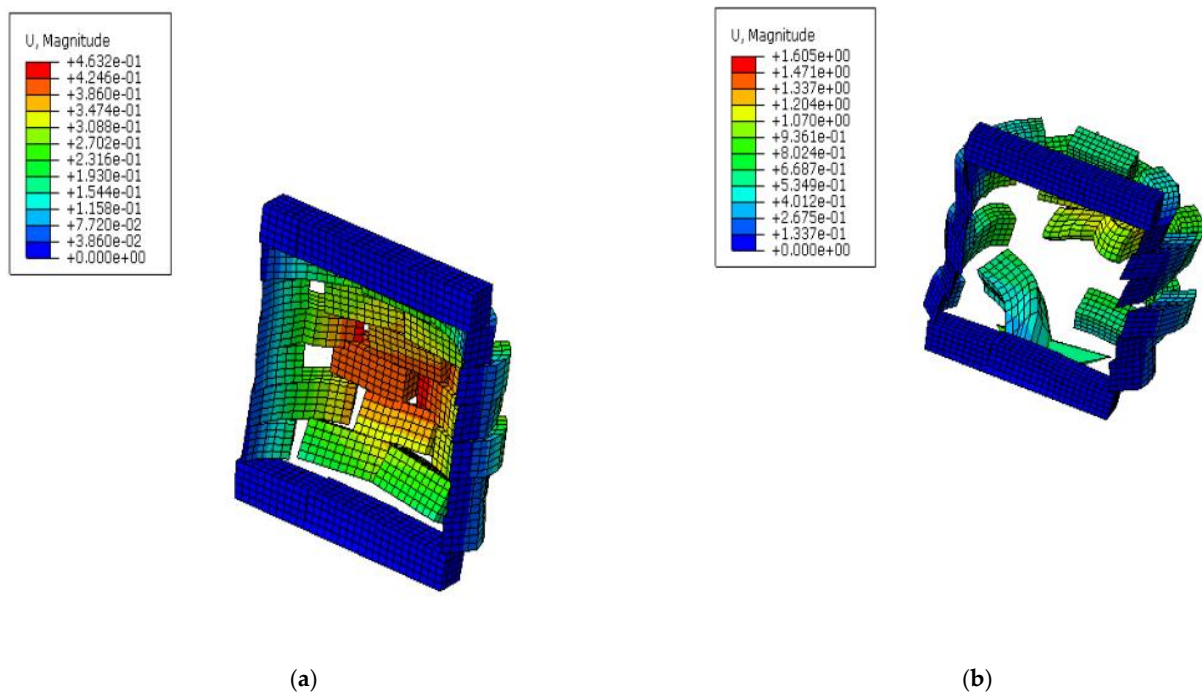 U, Magnitude
+4.632e-01
+4.246e-01
+3.860e-01
+3.474e-01
+3.088e-01
+2.702e-01
+2.316e-01
+1.930e-01
+1.544e-01
+1.158e-01
+7.720e-02
+3.860e-02
+0.000e+00
U, Magnitude
+1.605e+00
+1.471e+00
+1.337e+00
+1.204e+00
+1.070e+00
+9.361e-01
+8.024e-01
+6.687e-01
+5.349e-01
+4.012e-01
+2.675e-01
+1.337e-01
+0.000e+00
(a)
(b)